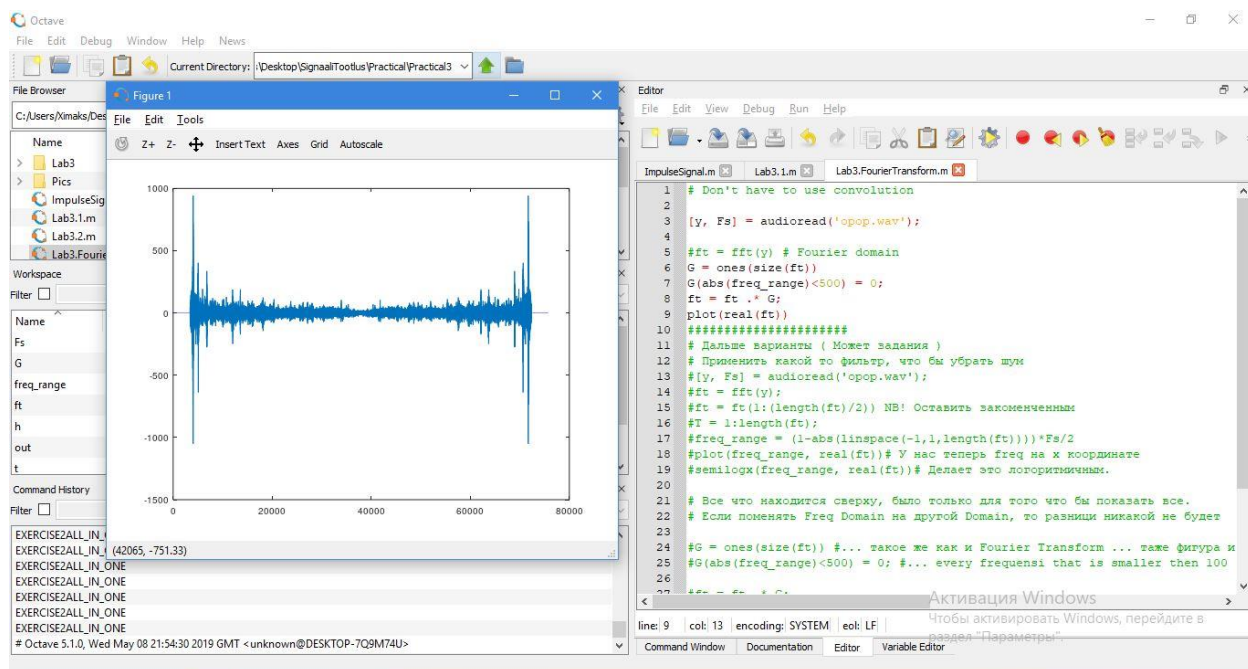 Octave
File Edit Debug Window Help News
Current Directory: :\Desktop\SignaaliTootlus\Practical\Practical3
File Browser
C:/Users/Ximaks/Des
Name
Lab3
Pics
ImpulseSig
Lab3.1.m
Lab3.2.m
Lab3.Fourie
Workspace
Filter
Name
Fs
G
freq_range
ft
h
out
t
Command History
Filter
EXERCISE2ALL_IN_O
EXERCISE2ALL_IN_
EXERCISE2ALL_IN_ONE
EXERCISE2ALL_IN_ONE
EXERCISE2ALL_IN_ONE
EXERCISE2ALL_IN_ONE
EXERCISE2ALL_IN_ONE
# Octave 5.1.0, Wed May 08 21:54:30 2019 GMT <unknown@DESKTOP-7Q9M74U>
Figure 1
File Edit Tools
Z+ Z- Insert Text Axes Grid Autoscale
1000
500
0
-500
-1000
-1500
0 20000 40000 60000 80000
(42065, -751.33)
Editor
File Edit View Debug Run Help
ImpulseSignal.m Lab3.1.m Lab3.FourierTransform.m
1 # Don't have to use convolution
2
3 [y, Fs] = audioread('opop.wav');
4
5 #ft = fft(y) # Fourier domain
6 G = ones(size(ft))
7 G(abs(freq_range)<500) = 0;
8 ft = ft .* G;
9 plot(real(ft))
10 ######################
11 # Дальше варианты ( Может задания )
12 # Применить какой то фильтр, что бы убрать шум
13 #[y, Fs] = audioread('opop.wav');
14 #ft = fft(y);
15 #ft = ft(1:(length(ft)/2)) NB! Оставить закоменченным
16 #T = 1:length(ft);
17 #freq_range = (1-abs(linspace(-1,1,length(ft))))*Fs/2
18 #plot(freq_range, real(ft))# У нас теперь freq на x координате
19 #semilogx(freq_range, real(ft))# Делает это логоритмичным.
20
21 # Все что находится сверху, было только для того что бы показать все.
22 # Если поменять Freq Domain на другой Domain, то разници никакой не будет
23
24 #G = ones(size(ft)) #... такое же как и Fourier Transform ... таже фигура и
25 #G(abs(freq_range)<500) = 0; #... every frequensi that is smaller then 100
26
27 #ft = ft .* G;
Активация Windows
Чтобы активировать Windows, перейдите в
раздел "Параметры".
line: 9 col: 13 encoding: SYSTEM eol: LF
Command Window Documentation Editor Variable Editor